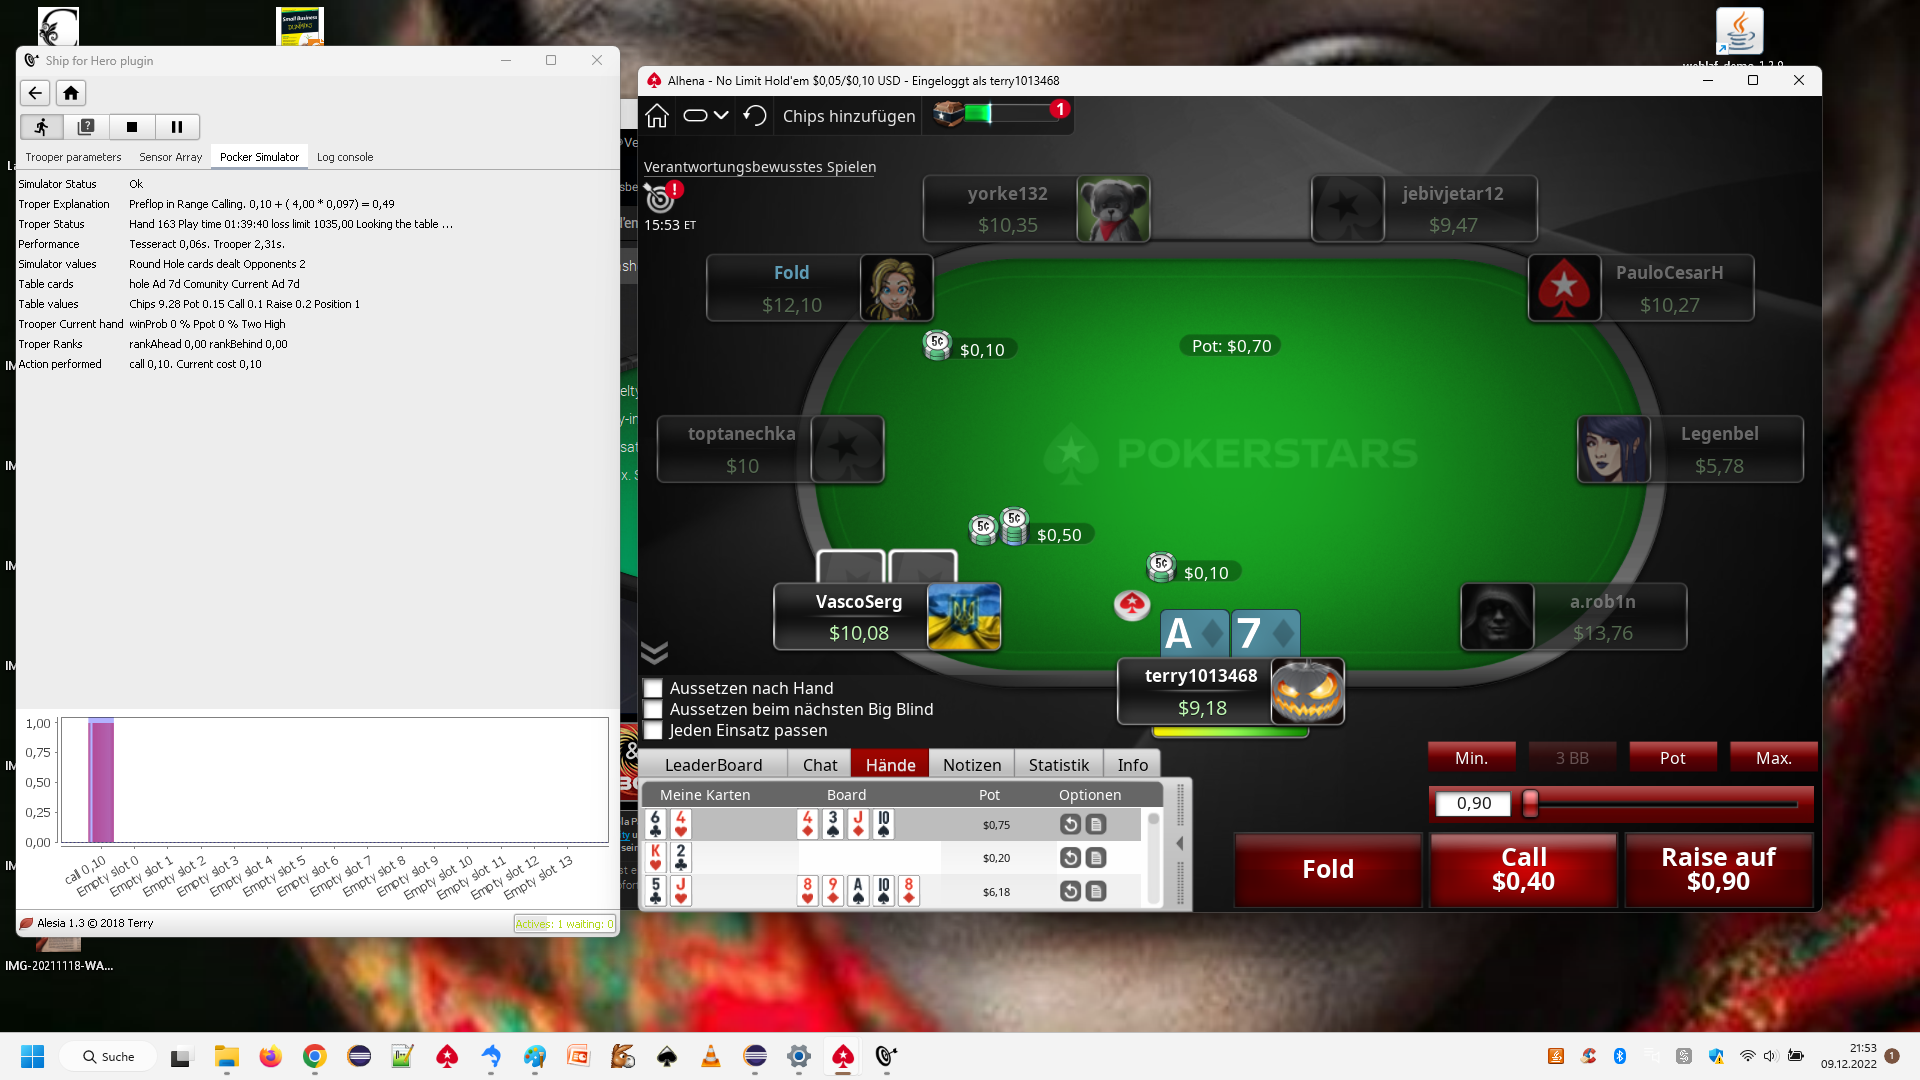 Small Business
DUMMIES
Ship for Hero plugin
Trooper parameters
Sensor Array
Pocker Simulator
Log console
Simulator Status
Ok
Troper Explanation
Preflop in Range Calling. 0,10 + ( 4,00 * 0,097) = 0,49
Troper Status
Hand 163 Play time 01:39:40 loss limit 1035,00 Looking the table ...
Performance
Tesseract 0,06s. Trooper 2,31s.
Simulator values
Round Hole cards dealt Opponents 2
Table cards
hole Ad 7d Comunity Current Ad 7d
Table values
Chips 9.28 Pot 0.15 Call 0.1 Raise 0.2 Position 1
Trooper Current hand
winProb 0 % Ppot 0 % Two High
Troper Ranks
rankAhead 0,00 rankBehind 0,00
Action performed
call 0,10. Current cost 0,10
1,00
0,75
0,50
0,25
0,00
call 0,10
Empty slot 0
Empty slot 1
Empty slot 2
Empty slot 3
Empty slot 4
Empty slot 5
Empty slot 6
Empty slot 7
Empty slot 8
Empty slot 9
Empty slot 10
Empty slot 11
Empty slot 12
Empty slot 13
Alesia 1.3 © 2018 Terry
Actives: 1 waiting: 0
IMG-20211118-WA...
Alhena - No Limit Hold'em $0,05/$0,10 USD - Eingeloggt als terry1013468
Chips hinzufügen
1
Verantwortungsbewusstes Spielen
!
15:53 ET
yorke132
$10,35
jebivjetar12
$9,47
Fold
$12,10
PauloCesarH
$10,27
5¢
$0,10
Pot: $0,70
toptanechka
$10
POKERSTARS
Legenbel
$5,78
5¢
5¢
$0,50
5¢
$0,10
VascoSerg
$10,08
A
7
a.rob1n
$13,76
terry1013468
$9,18
Aussetzen nach Hand
Aussetzen beim nächsten Big Blind
Jeden Einsatz passen
LeaderBoard
Chat
Hände
Notizen
Statistik
Info
Meine Karten
Board
Pot
Optionen
6 4
4 3 J 10
$0,75
K 2
$0,20
5 J
8 9 A 10 8
$6,18
Min.
3 BB
Pot
Max.
0,90
Fold
Call
$0,40
Raise auf
$0,90
Suche
21:53
09.12.2022
1